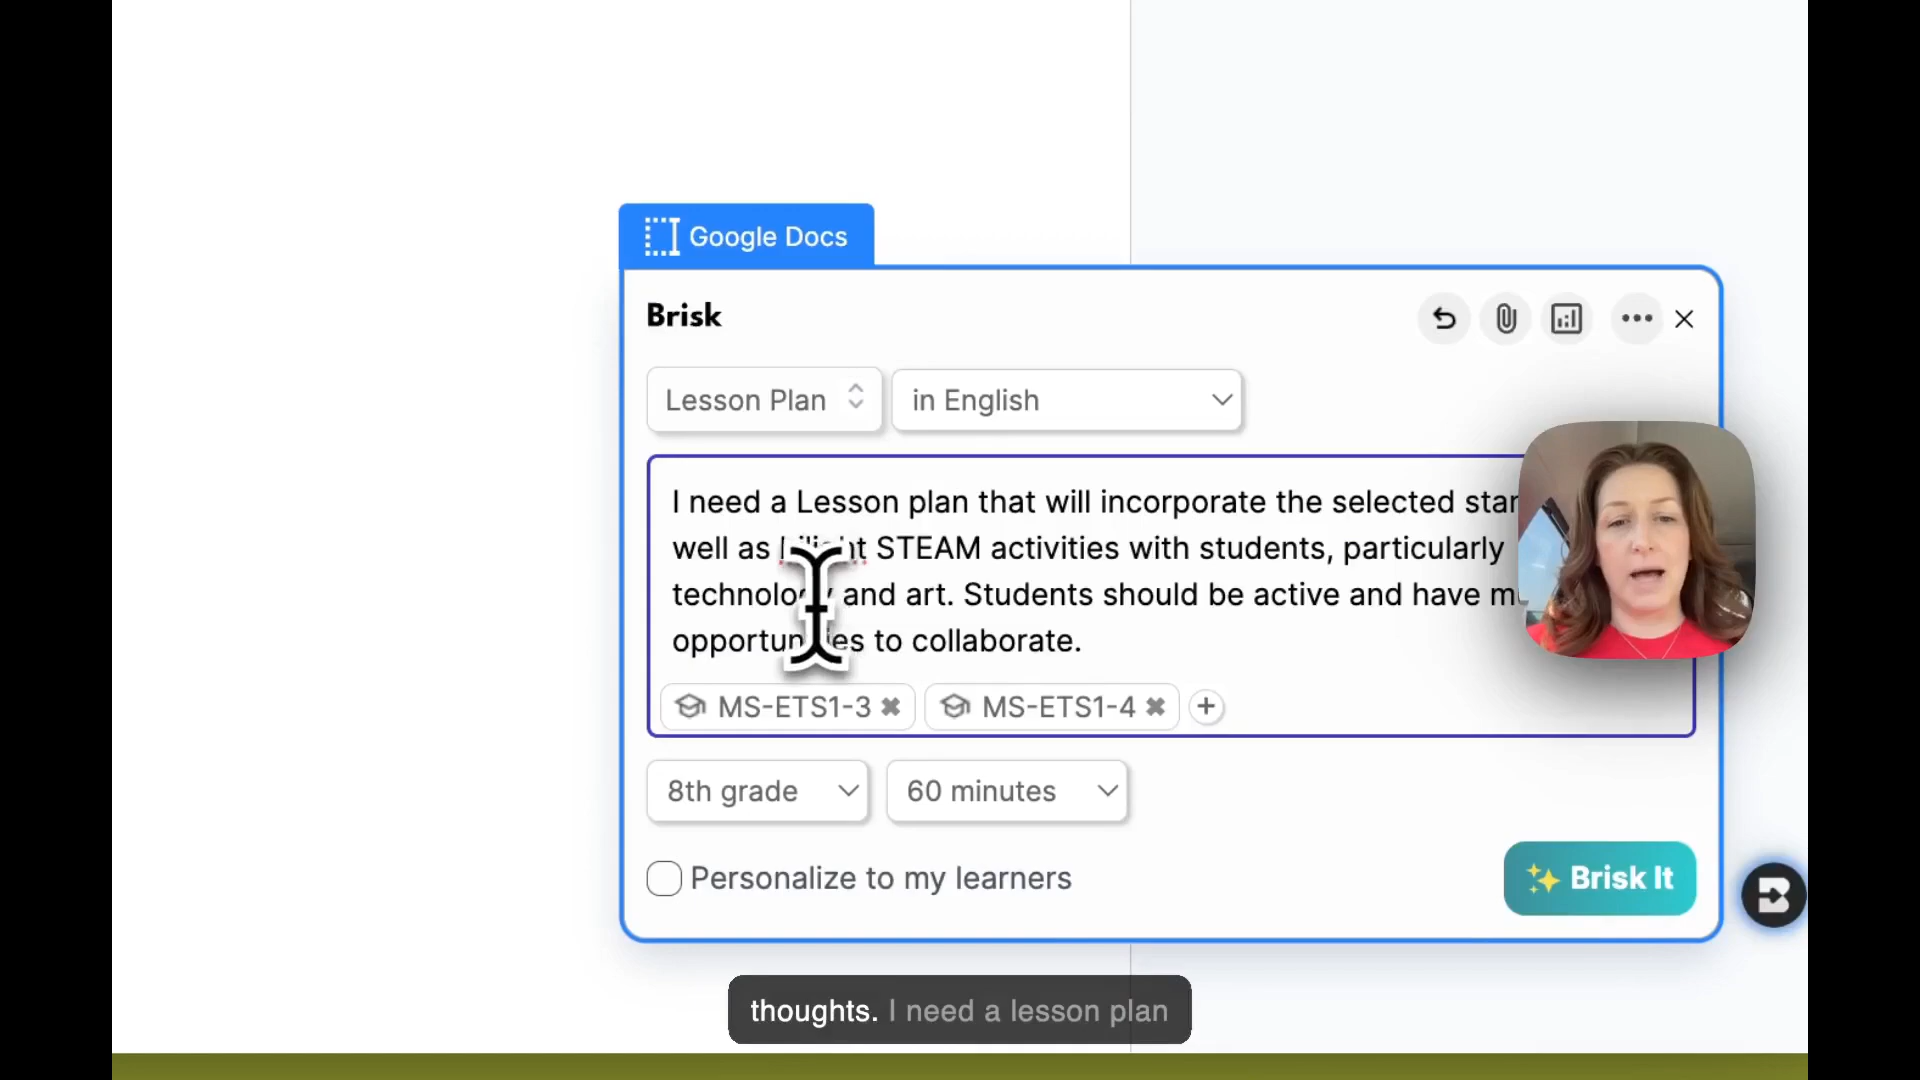 Google Docs
Brisk
Lesson Plan
in English
I need a Lesson plan that will incorporate the selected
well as STEAM activities with students, particularly
technology and art. Students should be active and have
opportunities to collaborate.
MS-ETS1-3
MS-ETS1-4
8th grade
60 minutes
Personalize to my learners
Brisk It
thoughts. I need a lesson plan